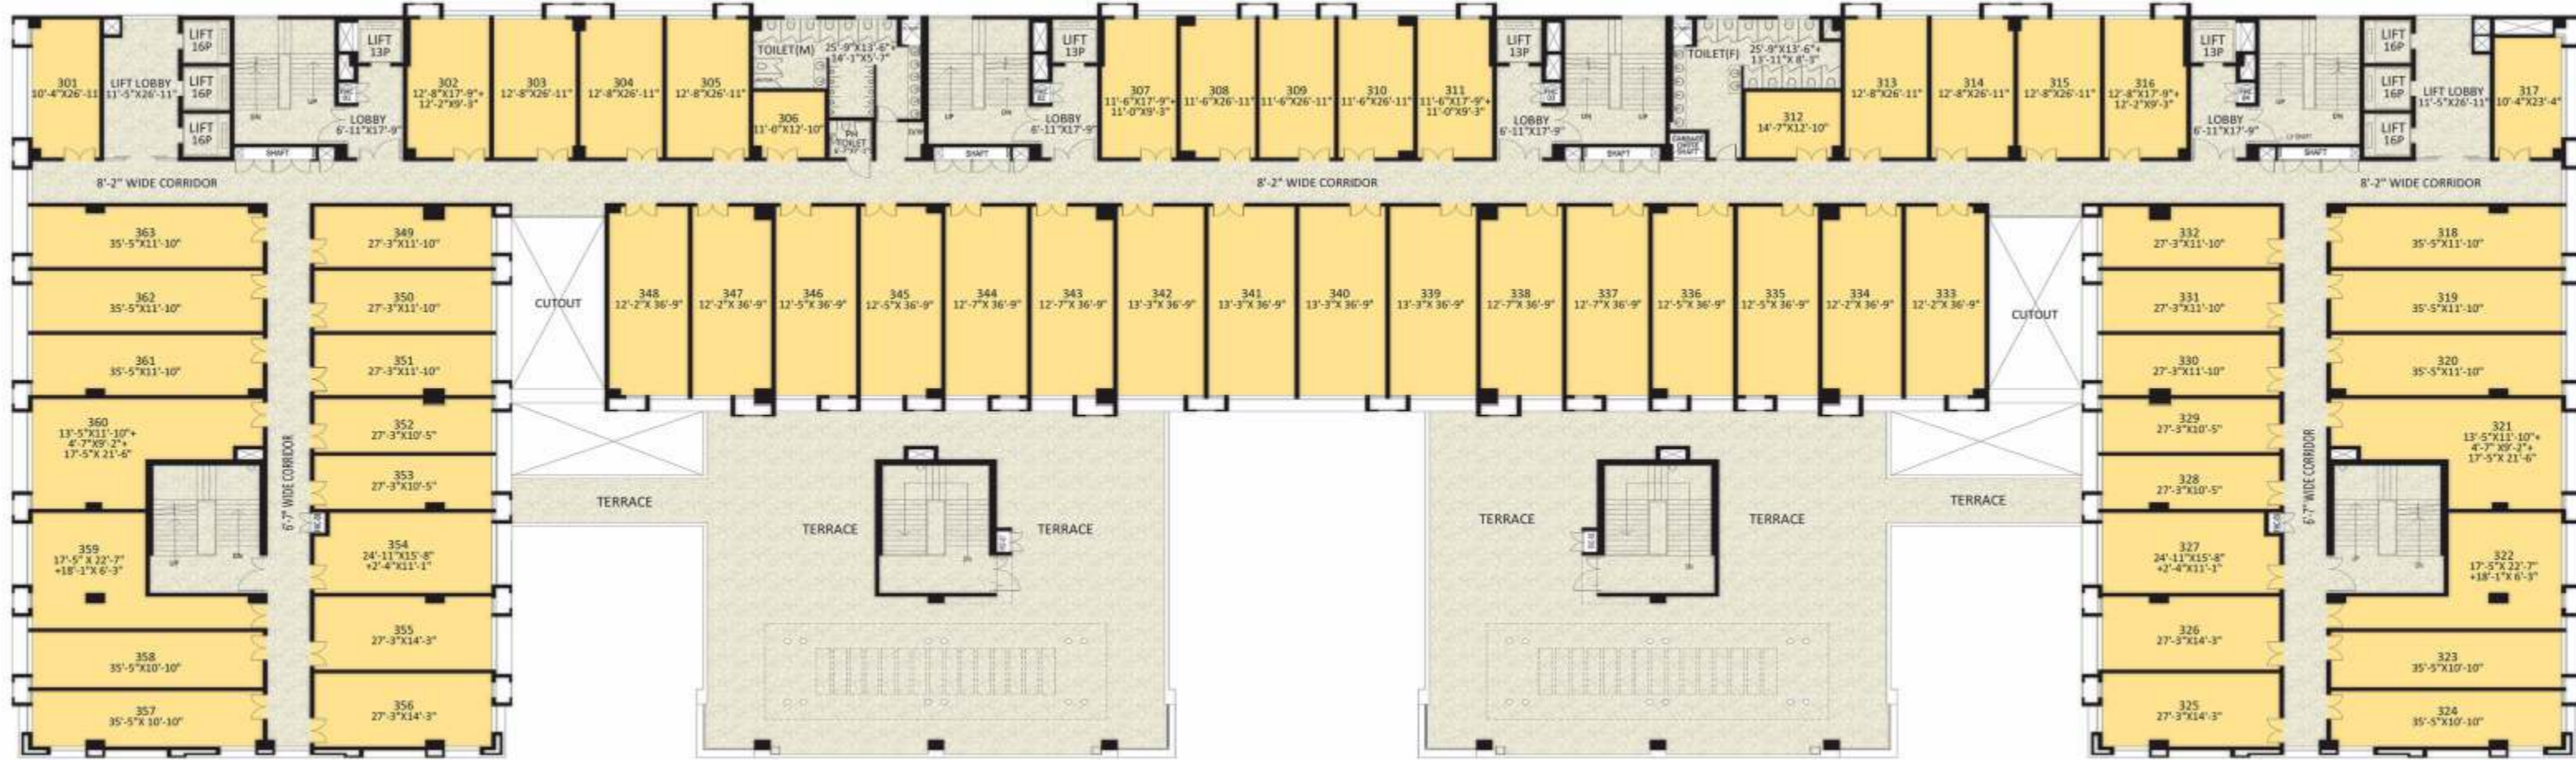 301
10'-4"X26'-11
LIFT LOBBY
11'-5"X26'-11"
LIFT
16P
LIFT
16P
LIFT
16P
UP
DN
SHAFT
LIFT
13P
LOBBY
6'-11"X17'-9"
302
12'-8"X17'-9"+
12'-2"X9'-3"
303
12'-8"X26'-11"
304
12'-8"X26'-11"
305
12'-8"X26'-11"
TOILET(M)
25'-9"X13'-6"+
14'-1"X5'-7"
306
11'-0"X12'-10"
PH
TOILET
UP
DN
SHAFT
LIFT
13P
LOBBY
6'-11"X17'-9"
307
11'-6"X17'-9"+
11'-0"X9'-3"
308
11'-6"X26'-11"
309
11'-6"X26'-11"
310
11'-6"X26'-11"
311
11'-6"X17'-9"+
11'-0"X9'-3"
LIFT
13P
LOBBY
6'-11"X17'-9"
DN
UP
SHAFT
TOILET(F)
25'-9"X13'-6"+
13'-11"X 8'-3"
GARBAGE
CHUTE
SHAFT
312
14'-7"X12'-10"
313
12'-8"X26'-11"
314
12'-8"X26'-11"
315
12'-8"X26'-11"
316
12'-8"X17'-9"+
12'-2"X9'-3"
LIFT
13P
LOBBY
6'-11"X17'-9"
UP
DN
SHAFT
LIFT
16P
LIFT
16P
LIFT
16P
LIFT LOBBY
11'-5"X26'-11"
317
10'-4"X23'-4"
8'-2" WIDE CORRIDOR
8'-2" WIDE CORRIDOR
8'-2" WIDE CORRIDOR
363
35'-5"X11'-10"
362
35'-5"X11'-10"
361
35'-5"X11'-10"
360
13'-5"X11'-10"+
4'-7"X9'-2"+
17'-5"X 21'-6"
359
17'-5" X 22'-7"
+18'-1"X 6'-3"
UP
DN
358
35'-5"X10'-10"
357
35'-5"X 10'-10"
6'-7" WIDE CORRIDOR
349
27'-3"X11'-10"
350
27'-3"X11'-10"
351
27'-3"X11'-10"
352
27'-3"X10'-5"
353
27'-3"X10'-5"
354
24'-11"X15'-8"
+2'-4"X11'-1"
355
27'-3"X14'-3"
356
27'-3"X14'-3"
CUTOUT
348
12'-2"X 36'-9"
347
12'-2"X 36'-9"
346
12'-5"X 36'-9"
345
12'-5"X 36'-9"
344
12'-7"X 36'-9"
343
12'-7"X 36'-9"
342
13'-3"X 36'-9"
341
13'-3"X 36'-9"
340
13'-3"X 36'-9"
339
13'-3"X 36'-9"
338
12'-7"X 36'-9"
337
12'-7"X 36'-9"
336
12'-5"X 36'-9"
335
12'-5"X 36'-9"
334
12'-2"X 36'-9"
333
12'-2"X 36'-9"
CUTOUT
TERRACE
TERRACE
TERRACE
DN
TERRACE
TERRACE
DN
TERRACE
332
27'-3"X11'-10"
331
27'-3"X11'-10"
330
27'-3"X11'-10"
329
27'-3"X10'-5"
328
27'-3"X10'-5"
327
24'-11"X15'-8"
+2'-4"X11'-1"
326
27'-3"X14'-3"
325
27'-3"X14'-3"
6'-7" WIDE CORRIDOR
318
35'-5"X11'-10"
319
35'-5"X11'-10"
320
35'-5"X11'-10"
321
13'-5"X11'-10"+
4'-7" X9'-2"+
17'-5"X 21'-6"
UP
DN
322
17'-5"X 22'-7"
+18'-1"X 6'-3"
323
35'-5"X10'-10"
324
35'-5"X10'-10"